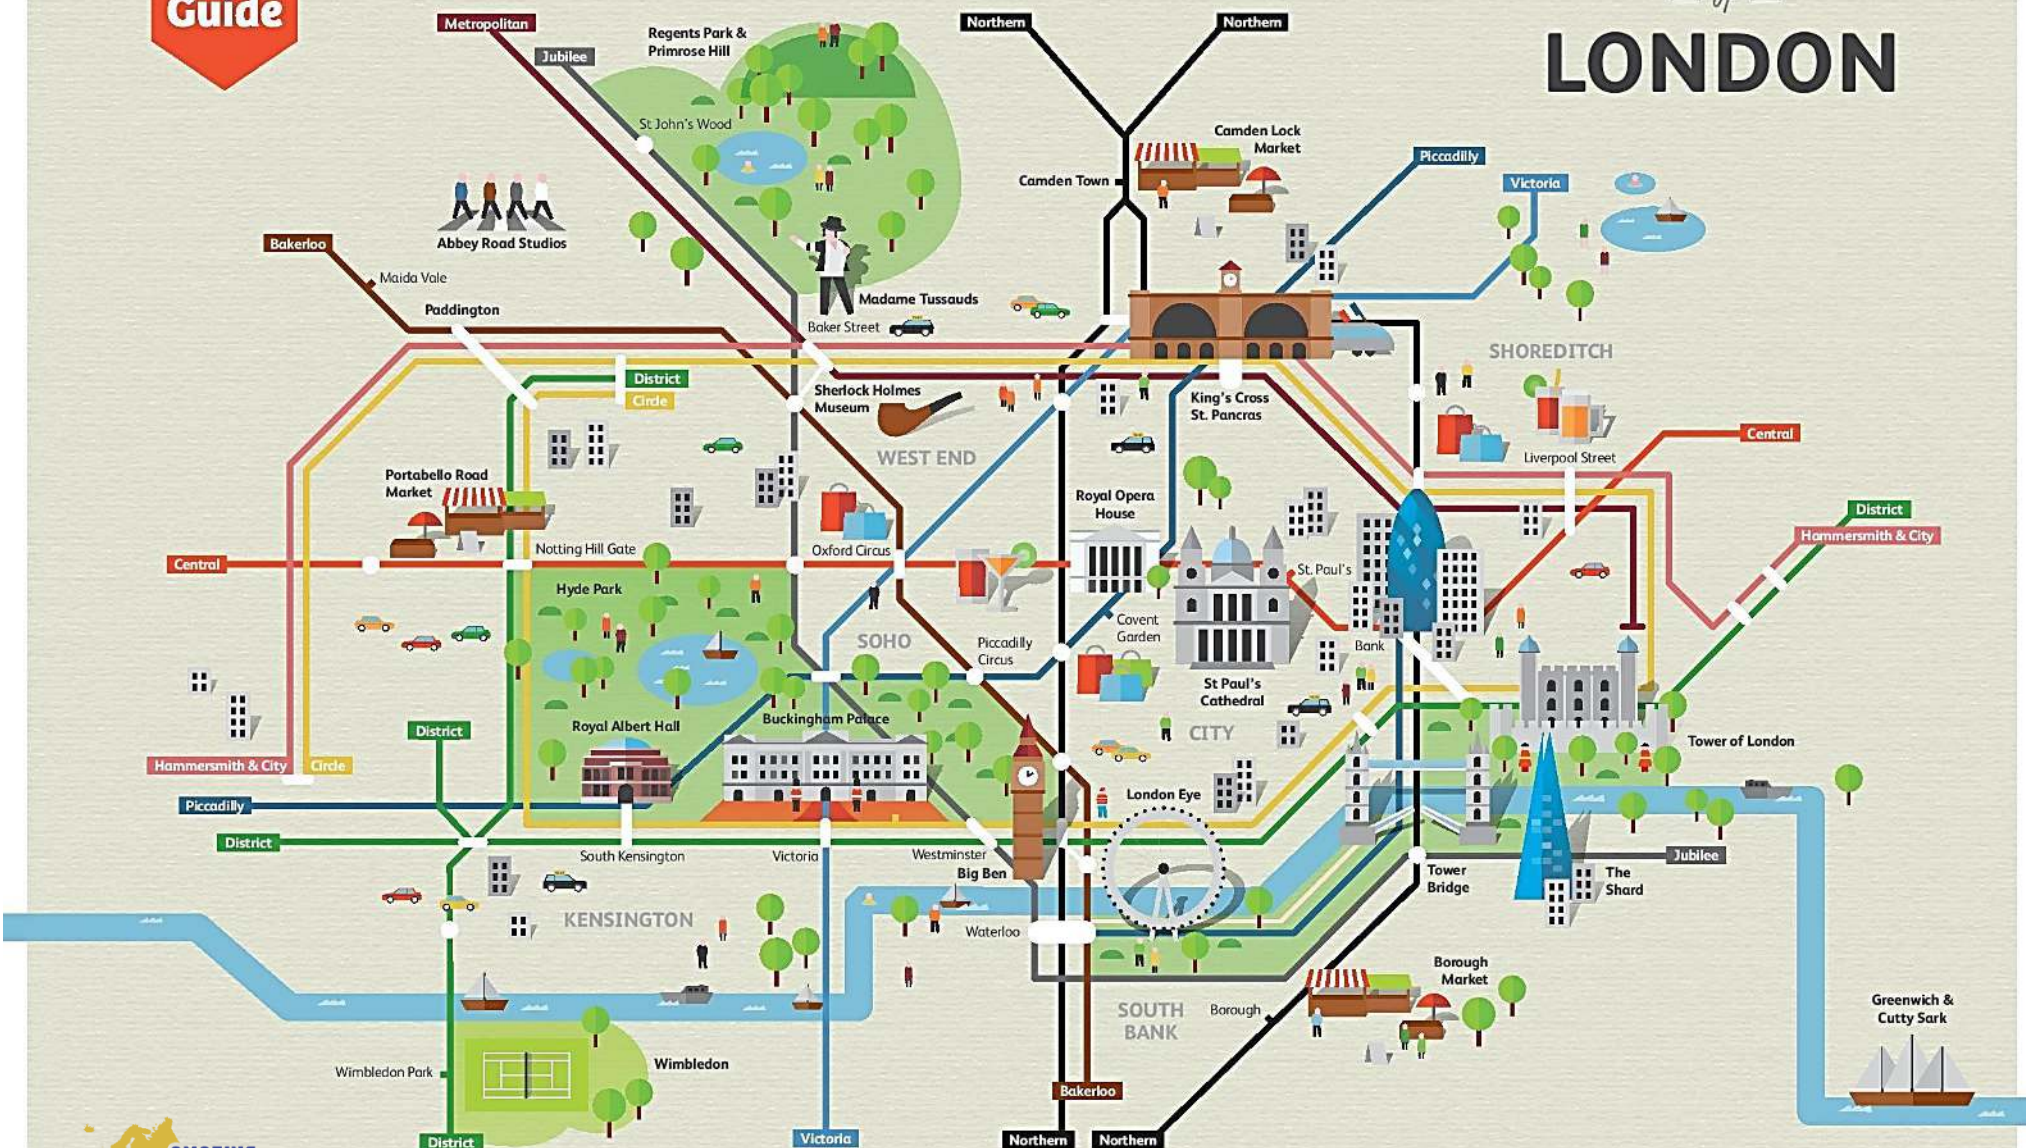 Guide
of
LONDON
Metropolitan
Jubilee
Regents Park &
Primrose Hill
Northern
Northern
St John's Wood
Camden Lock
Market
Piccadilly
Camden Town
Victoria
Abbey Road Studios
Bakerloo
Maida Vale
Paddington
Madame Tussauds
Baker Street
SHOREDITCH
District
Circle
Sherlock Holmes
Museum
King's Cross
St. Pancras
Central
WEST END
Liverpool Street
Portabello Road
Market
Royal Opera
House
District
Hammersmith & City
Central
Notting Hill Gate
Oxford Circus
St. Paul's
Hyde Park
Covent
Garden
SOHO
Piccadilly
Circus
Bank
St Paul's
Cathedral
Royal Albert Hall
Buckingham Palace
District
CITY
Tower of London
Hammersmith & City
Circle
London Eye
Piccadilly
District
South Kensington
Victoria
Westminster
Big Ben
Jubilee
Tower
Bridge
The
Shard
KENSINGTON
Waterloo
Borough
Market
SOUTH
BANK
Borough
Greenwich &
Cutty Sark
Wimbledon Park
Wimbledon
Bakerloo
District
Victoria
Northern
Northern